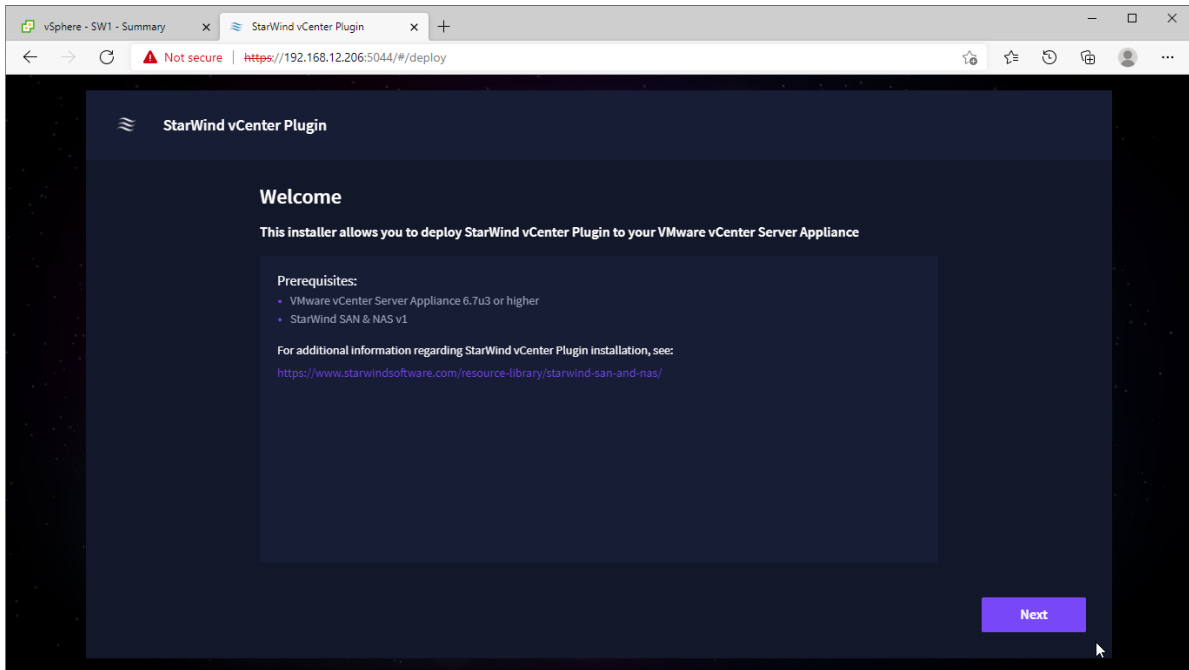 vSphere - SW1 - Summary
StarWind vCenter Plugin
Not secure
https://192.168.12.206:5044/#/deploy
StarWind vCenter Plugin
Welcome
This installer allows you to deploy StarWind vCenter Plugin to your VMware vCenter Server Appliance
Prerequisites:
• VMware vCenter Server Appliance 6.7u3 or higher
• StarWind SAN & NAS v1
For additional information regarding StarWind vCenter Plugin installation, see:
https://www.starwindsoftware.com/resource-library/starwind-san-and-nas/
Next